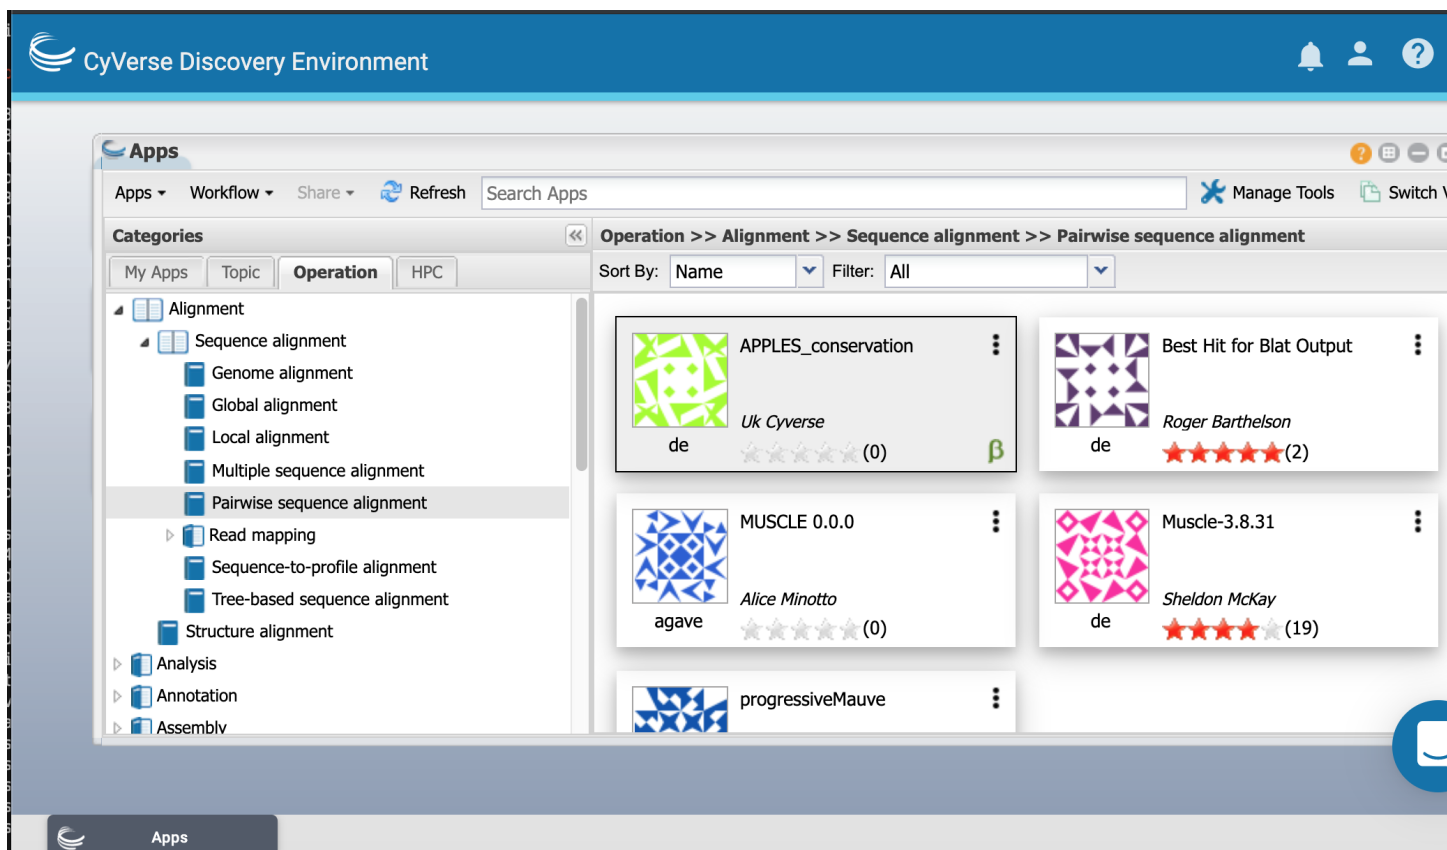 CyVerse Discovery Environment
?
Apps
?
Apps Workflow Share Refresh Search Apps Manage Tools Switch
Categories
Operation >> Alignment >> Sequence alignment >> Pairwise sequence alignment
My Apps Topic Operation HPC
Sort By: Name Filter: All
Alignment
Sequence alignment
Genome alignment
Global alignment
Local alignment
Multiple sequence alignment
Pairwise sequence alignment
Read mapping
Sequence-to-profile alignment
Tree-based sequence alignment
Structure alignment
Analysis
Annotation
Assembly
APPLES_conservation
Uk Cyverse
de
(0)
β
Best Hit for Blat Output
Roger Barthelson
de
(2)
MUSCLE 0.0.0
Alice Minotto
agave
(0)
Muscle-3.8.31
Sheldon McKay
de
(19)
progressiveMauve
Apps